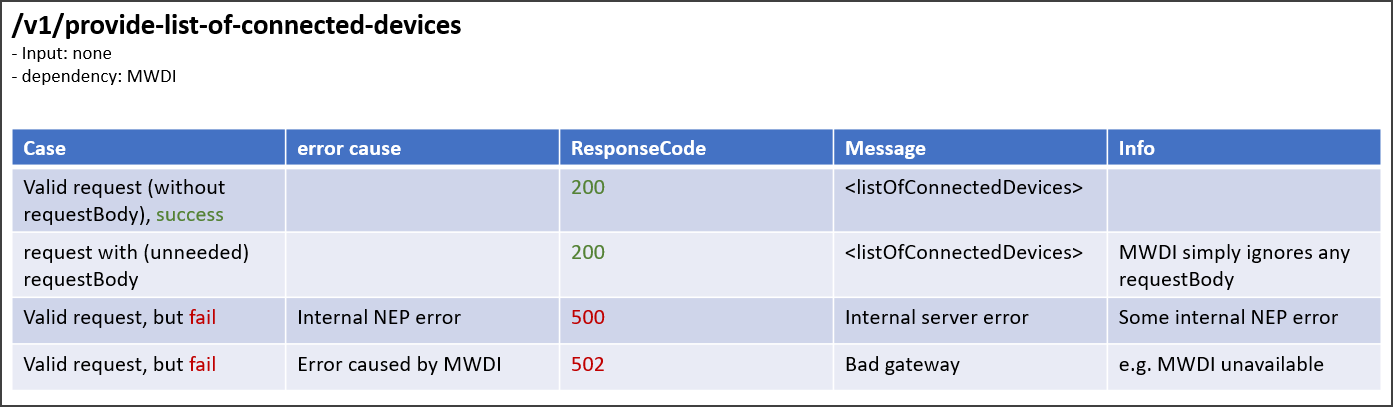 /v1/provide-list-of-connected-devices
- Input: none
- dependency: MWDI
Case error cause ResponseCode Message Info
Valid request (without
requestBody), success
200
<listOfConnectedDevices>
request with (unneeded)
requestBody
200
<listOfConnectedDevices>
MWDI simply ignores any
requestBody
Valid request, but fail Internal NEP error 500 Internal server error Some internal NEP error
Valid request, but fail Error caused by MWDI 502 Bad gateway e.g. MWDI unavailable